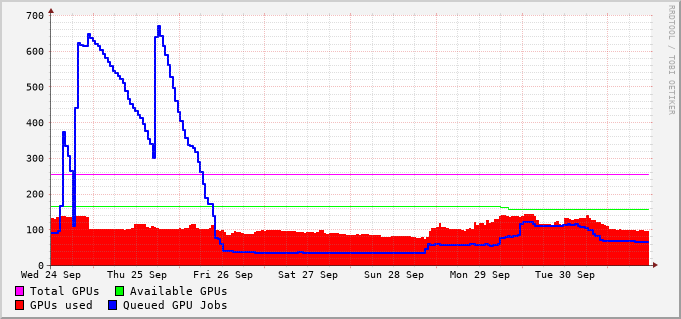 700
600
500
400
300
200
100
0
Wed 24 Sep Thu 25 Sep Fri 26 Sep Sat 27 Sep Sun 28 Sep Mon 29 Sep Tue 30 Sep
Total GPUs Available GPUs
GPUs used Queued GPU Jobs
RRDTOOL / TOBI OETIKER